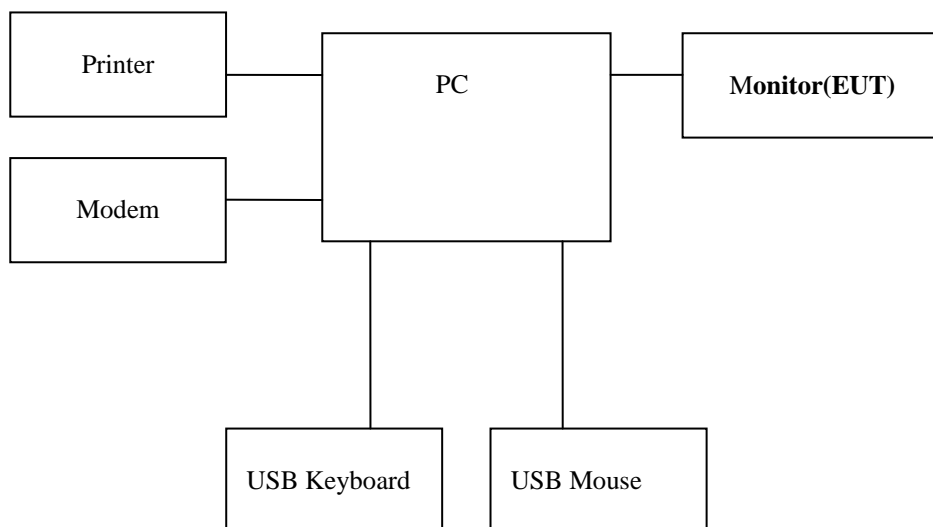 Printer
PC
Monitor(EUT)
Modem
USB Keyboard
USB Mouse